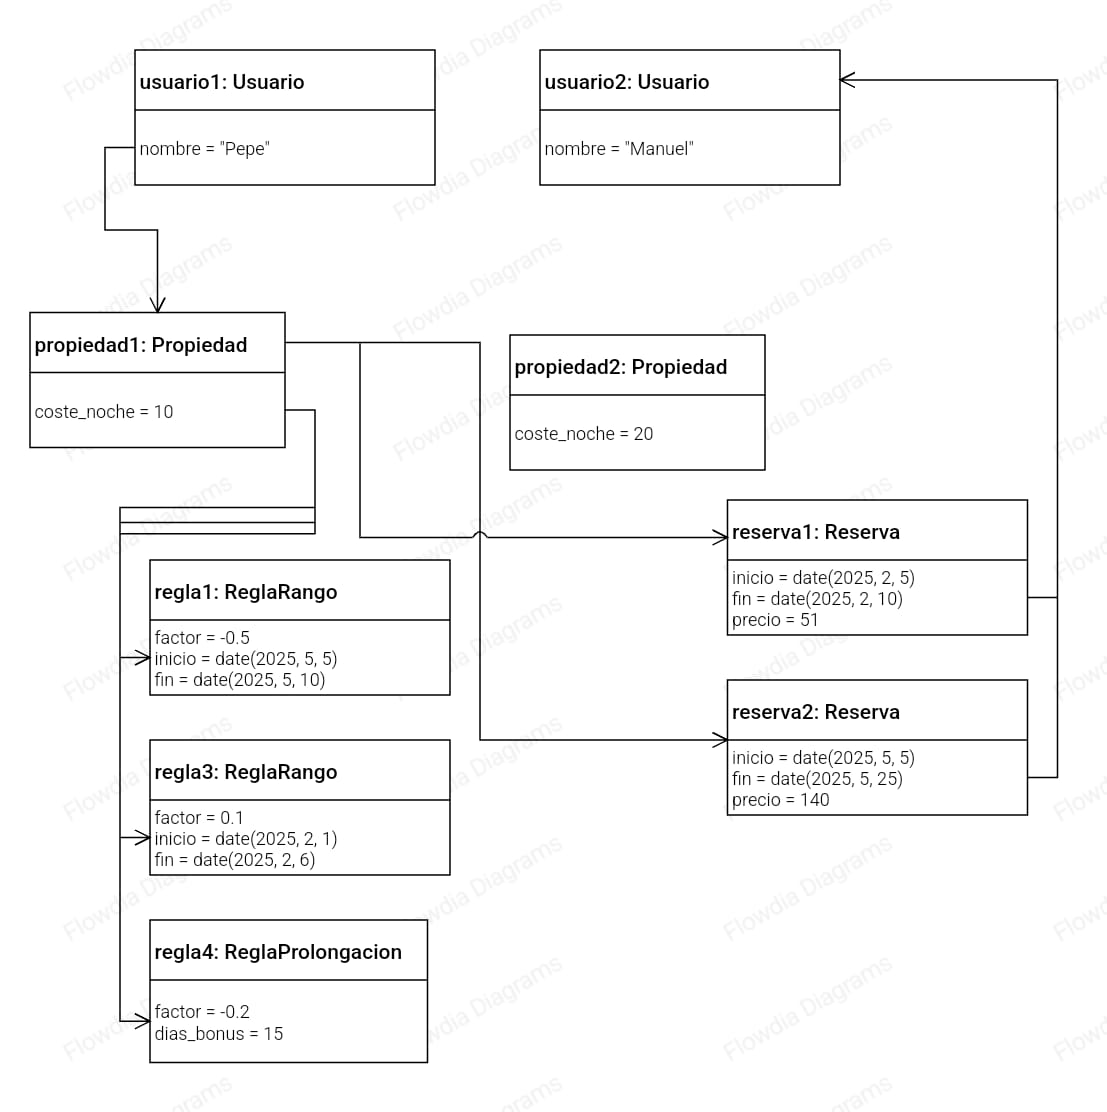 usuario1: Usuario
nombre = "Pepe"
usuario2: Usuario
nombre = "Manuel"
propiedad1: Propiedad
coste_noche = 10
propiedad2: Propiedad
coste_noche = 20
reserva1: Reserva
inicio = date(2025, 2, 5)
fin = date(2025, 2, 10)
precio = 51
regla1: ReglaRango
factor = -0.5
inicio = date(2025, 5, 5)
fin = date(2025, 5, 10)
reserva2: Reserva
inicio = date(2025, 5, 5)
fin = date(2025, 5, 25)
precio = 140
regla3: ReglaRango
factor = 0.1
inicio = date(2025, 2, 1)
fin = date(2025, 2, 6)
regla4: ReglaProlongacion
factor = -0.2
dias_bonus = 15
Flowdia Diagrams